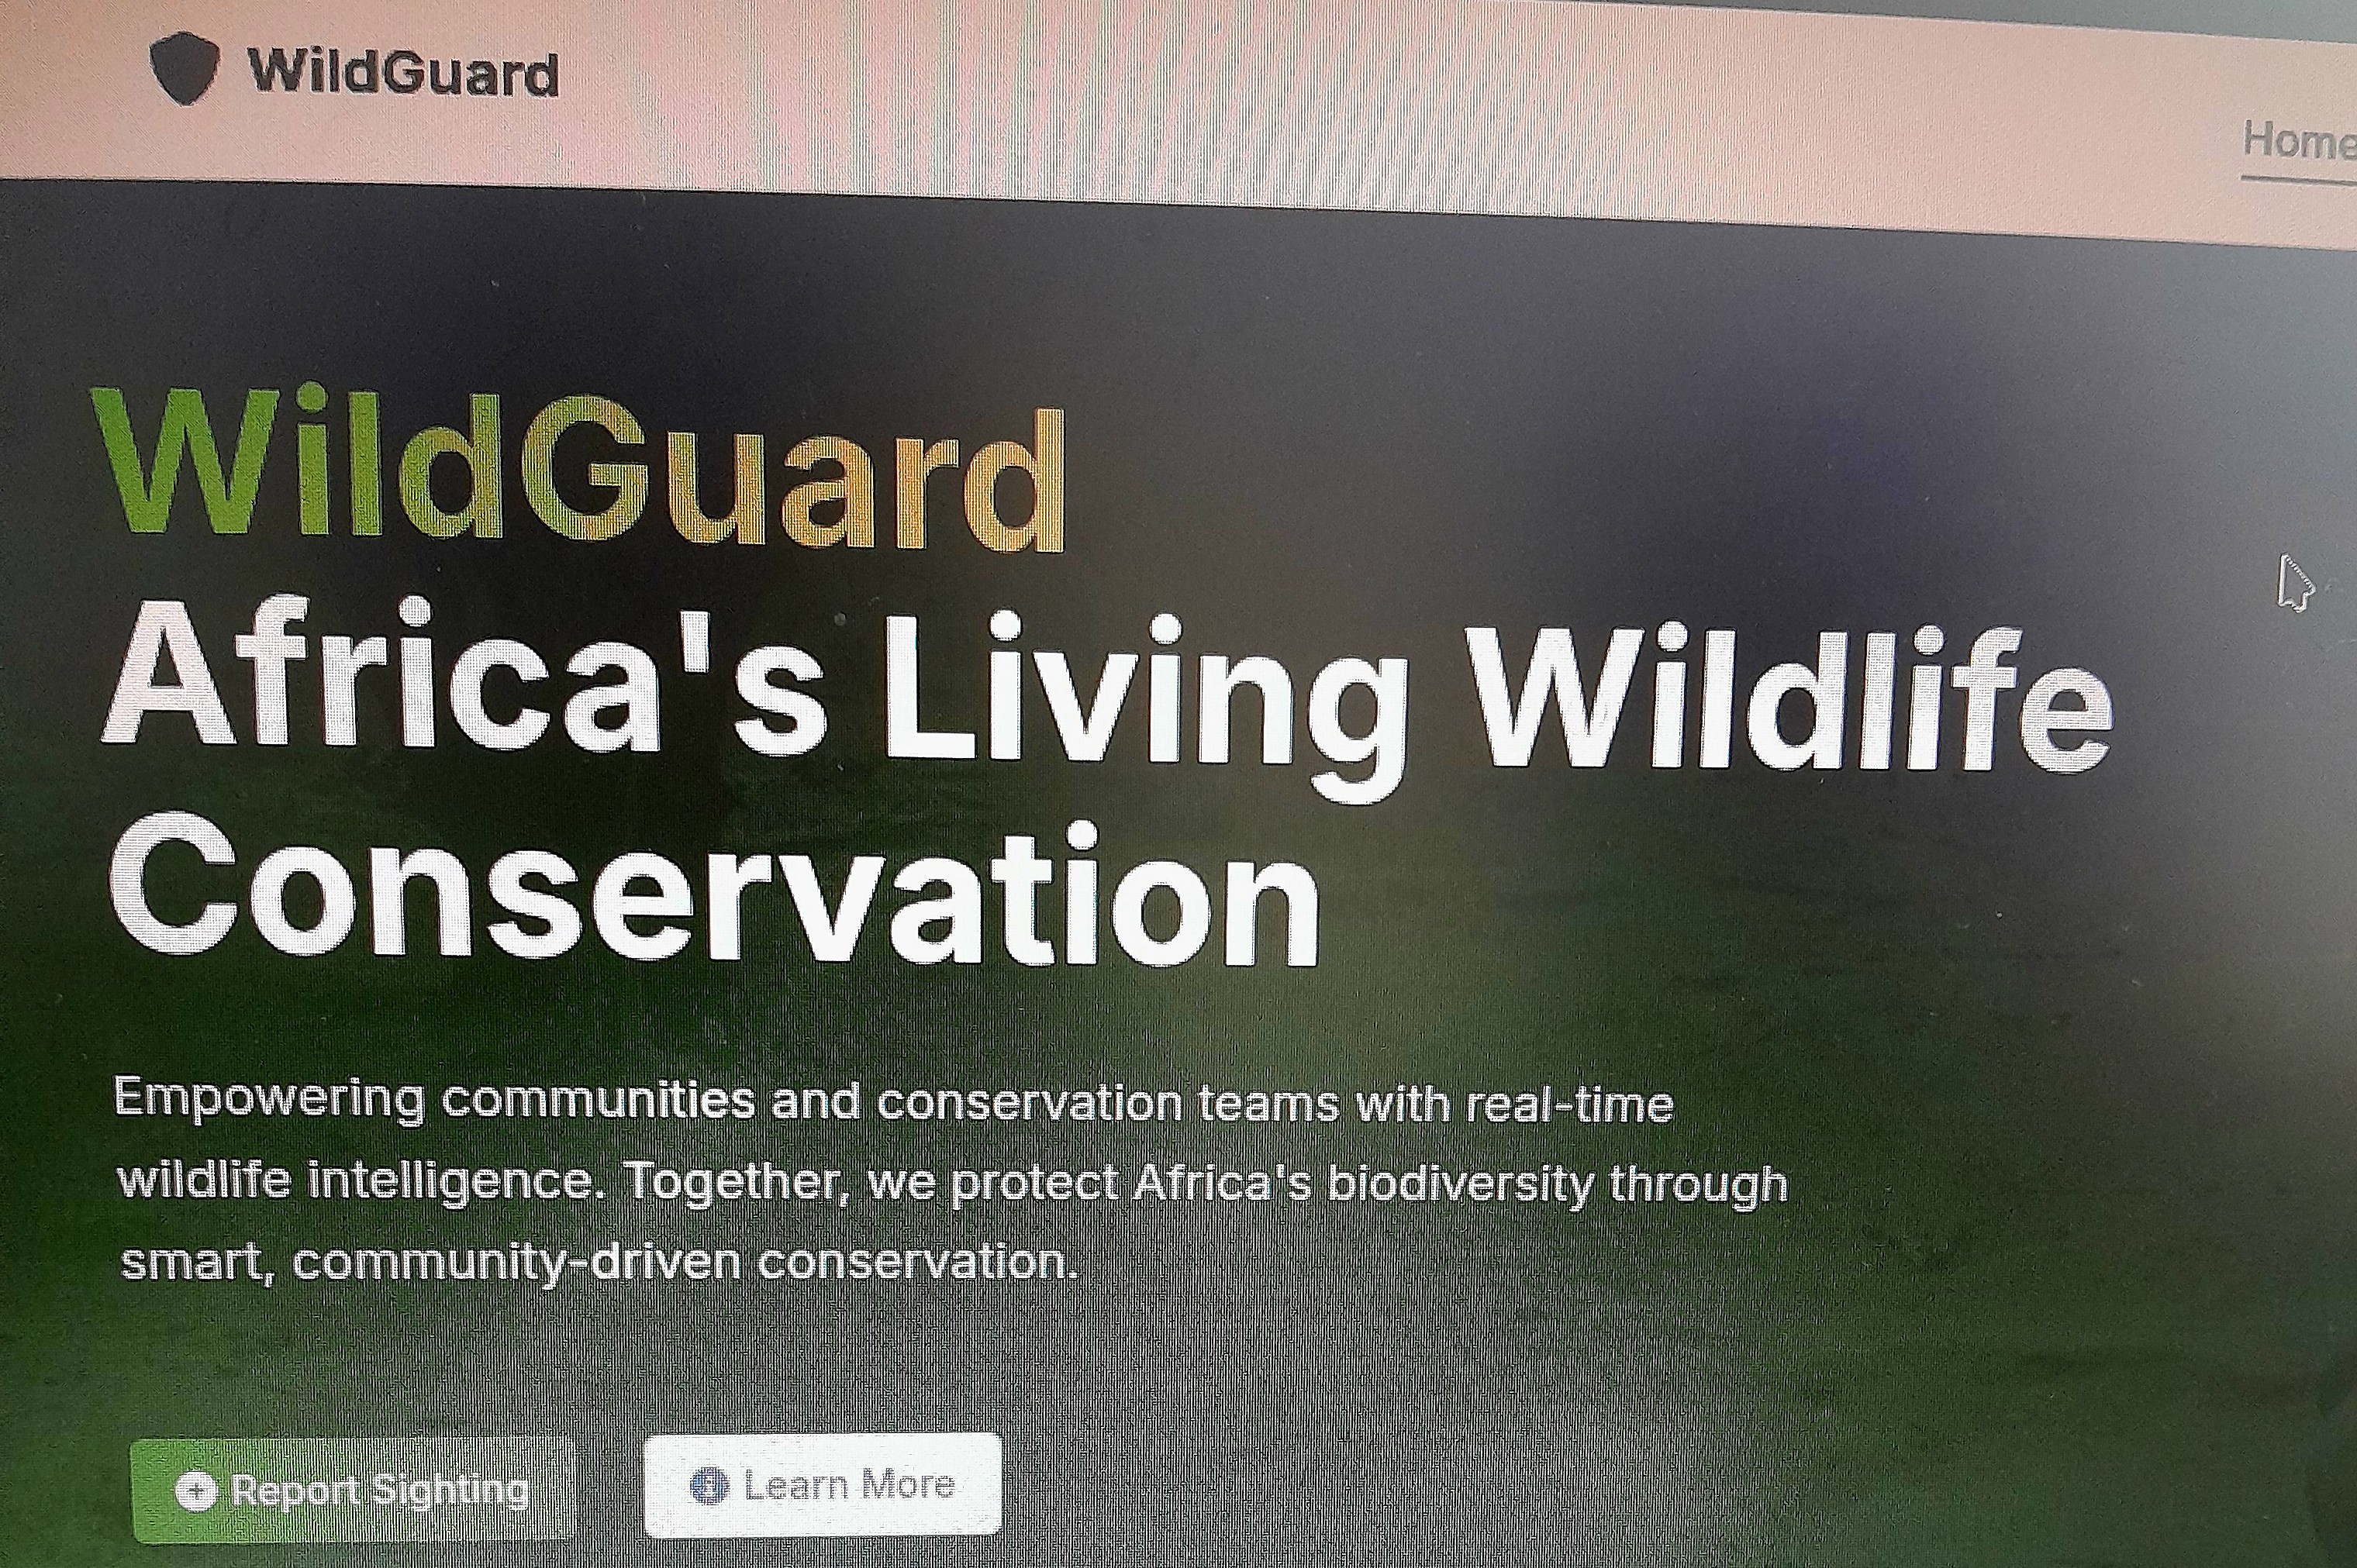 WildGuard
Home
WildGuard
Africa's Living Wildlife
Conservation
Empowering communities and conservation teams with real-time
wildlife intelligence. Together, we protect Africa's biodiversity through
smart, community-driven conservation.
Report Sighting
Learn More